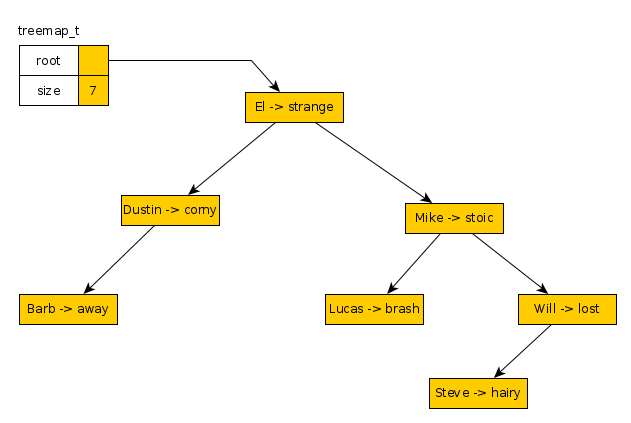 treemap_t
root
size 7
El -> strange
Dustin -> corny
Mike -> stoic
Barb -> away
Lucas -> brash
Will -> lost
Steve -> hairy